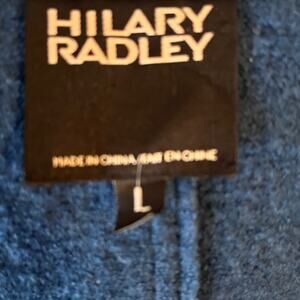 HILARY
RADLEY
MADE IN CHINA/FAIT EN CHINE
L